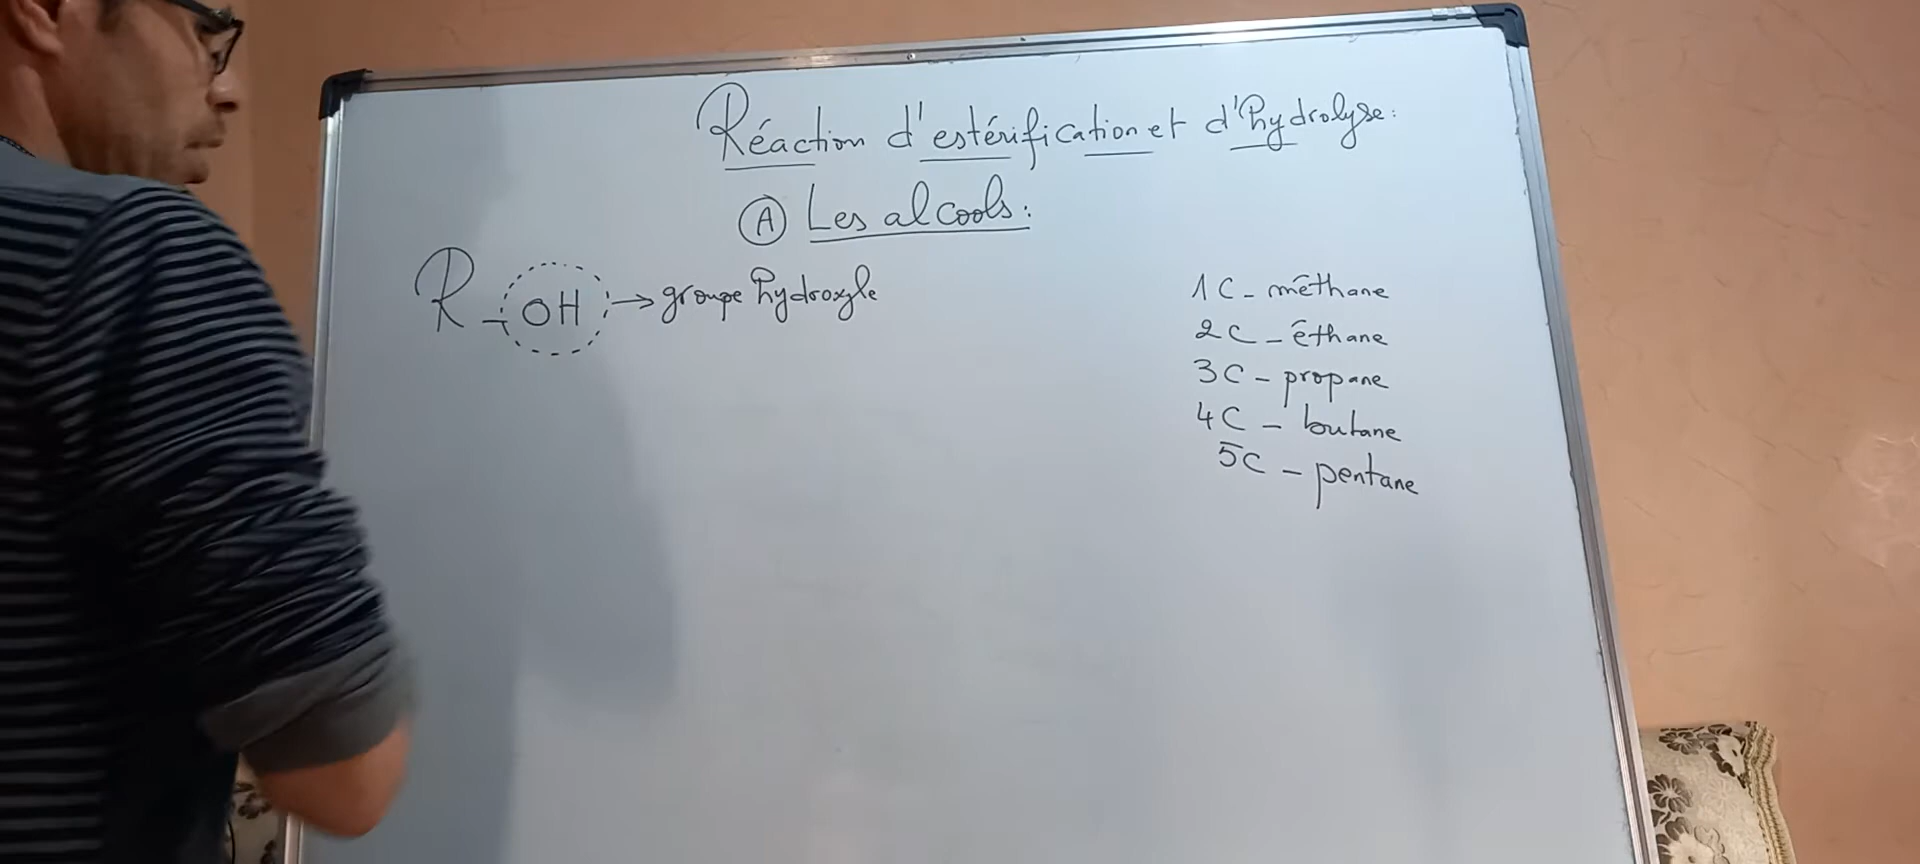 Réaction d'estérification et d'hydrolyse:
(A) Les alcools:
R-OH → groupe hydroxyle
1C - méthane
2C - éthane
3C - propane
4C - butane
5C - pentane